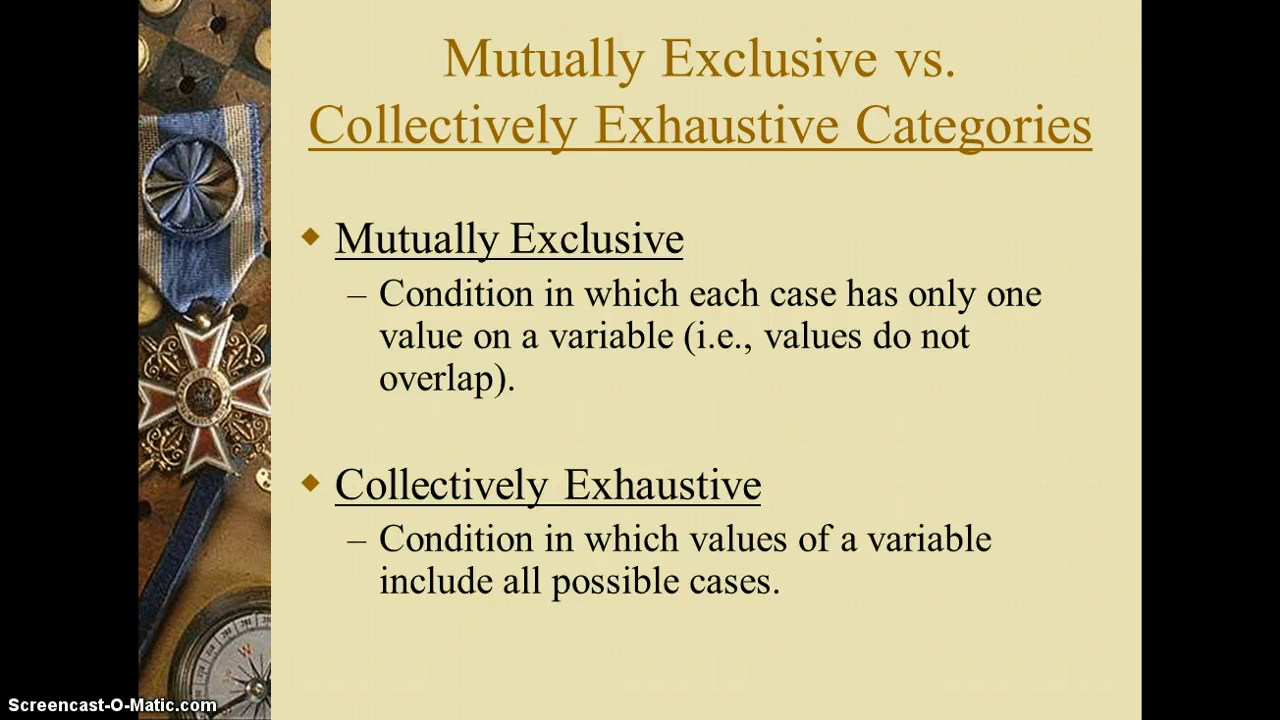 Mutually Exclusive vs.
Collectively Exhaustive Categories
Mutually Exclusive
– Condition in which each case has only one
value on a variable (i.e., values do not
overlap).
Collectively Exhaustive
– Condition in which values of a variable
include all possible cases.
Screencast-O-Matic.com